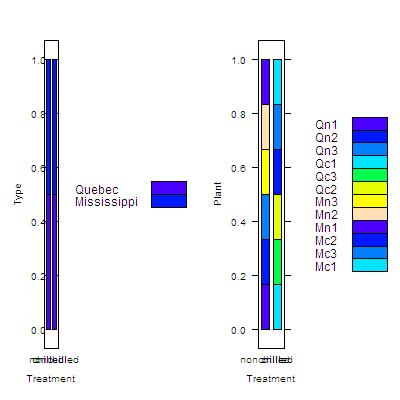 1.0
0.8
0.6
0.4
0.2
0.0
Type
Treatment
Quebec
Mississippi
1.0
0.8
0.6
0.4
0.2
0.0
Plant
Treatment
Qn1
Qn2
Qn3
Qc1
Qc3
Qc2
Mn3
Mn2
Mn1
Mc2
Mc3
Mc1